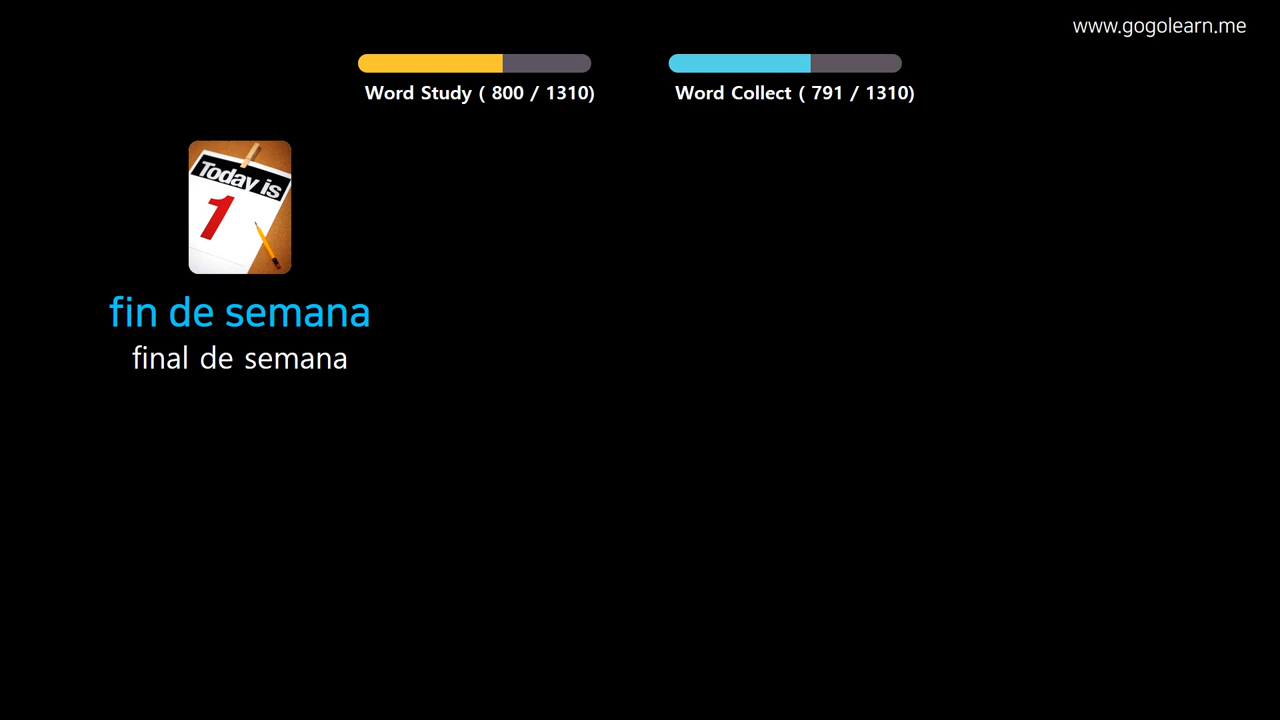 www.gogolearn.me
Word Study ( 800 / 1310)
Word Collect ( 791 / 1310)
Today is
1
fin de semana
final de semana